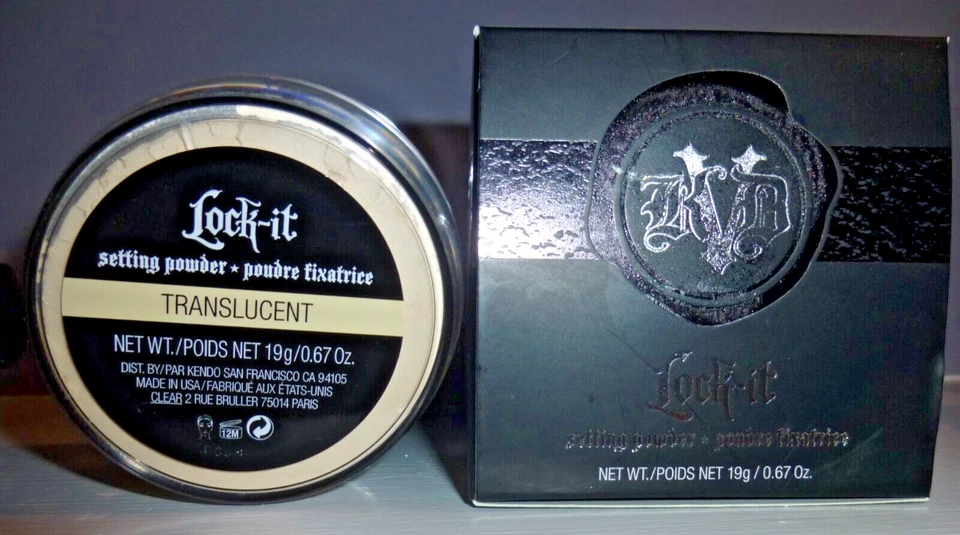 Lock-it
setting powder ★ poudre fixatrice
TRANSLUCENT
NET WT./POIDS NET 19g/0.67 Oz.
DIST. BY/PAR KENDO SAN FRANCISCO CA 94105
MADE IN USA/FABRIQUÉ AUX ÉTATS-UNIS
CLEAR 2 RUE BRULLER 75014 PARIS
12M
KVD
Lock-it
setting powder ★ poudre fixatrice
NET WT./POIDS NET 19g / 0.67 Oz.